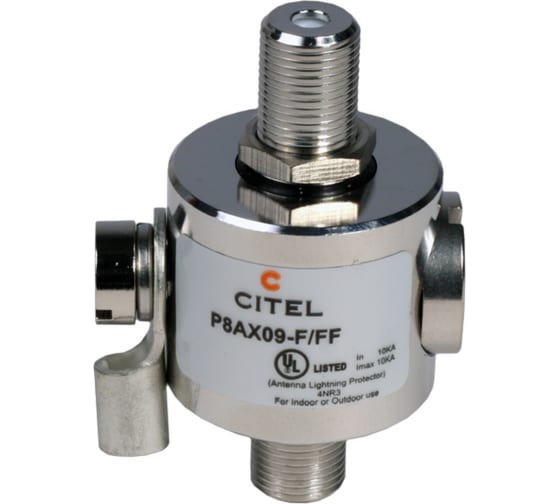 C
CITEL
P8AX09-F/FF
UL LISTED In 10KA
Imax 10KA
(Antenna Lightning Protector)
4NR3
For Indoor or Outdoor use